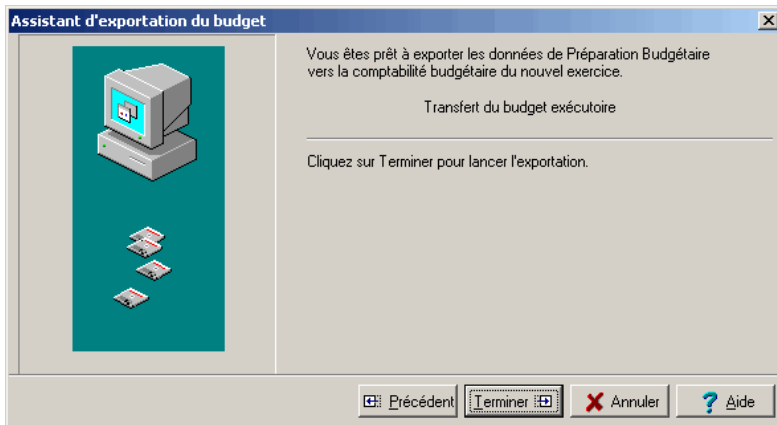 Assistant d'exportation du budget
Vous êtes prêt à exporter les données de Préparation Budgétaire
vers la comptabilité budgétaire du nouvel exercice.
Transfert du budget exécutoire
Cliquez sur Terminer pour lancer l'exportation.
Précédent Terminer Annuler Aide